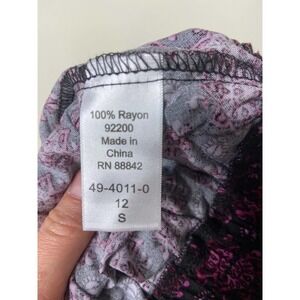 100% Rayon
92200
Made in
China
RN 88842
49-4011-0
12
S